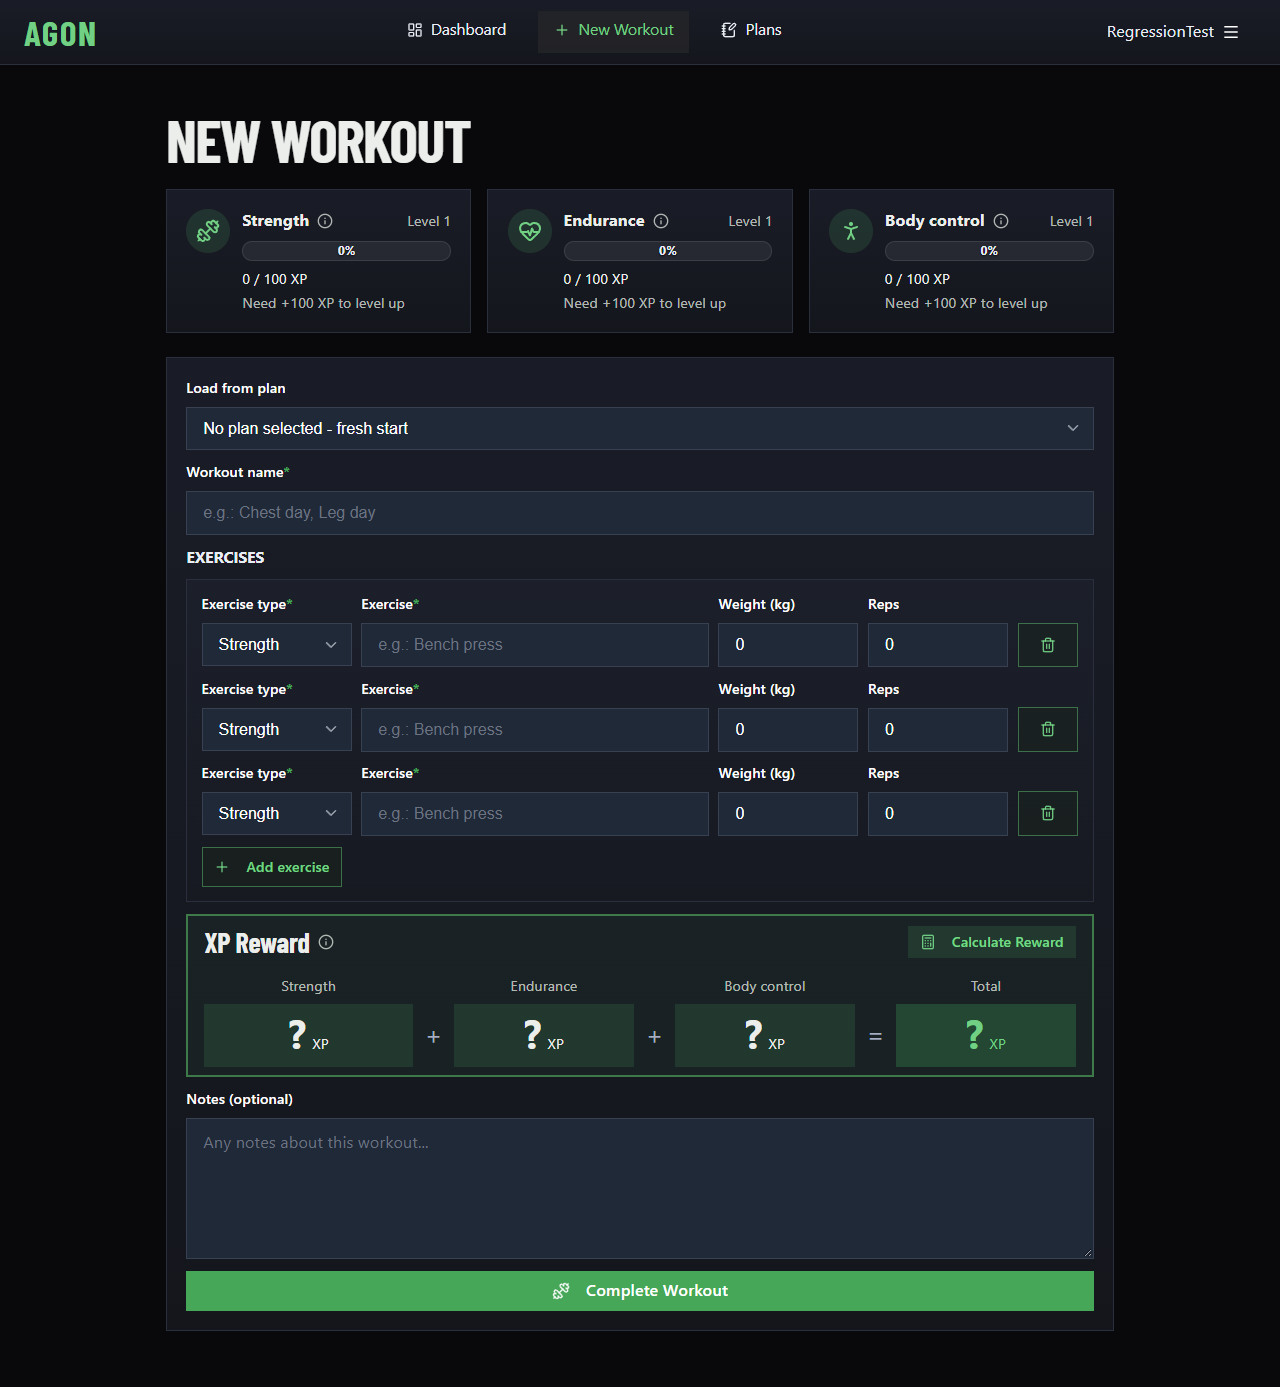 AGON
Dashboard
New Workout
Plans
RegressionTest
NEW WORKOUT
Strength Level 1
0%
0 / 100 XP
Need +100 XP to level up
Endurance Level 1
0%
0 / 100 XP
Need +100 XP to level up
Body control Level 1
0%
0 / 100 XP
Need +100 XP to level up
Load from plan
No plan selected - fresh start
Workout name*
e.g.: Chest day, Leg day
EXERCISES
Exercise type* Exercise* Weight (kg) Reps
Strength e.g.: Bench press 0 0
Exercise type* Exercise* Weight (kg) Reps
Strength e.g.: Bench press 0 0
Exercise type* Exercise* Weight (kg) Reps
Strength e.g.: Bench press 0 0
Add exercise
XP Reward Calculate Reward
Strength Endurance Body control Total
? XP + ? XP + ? XP = ? XP
Notes (optional)
Any notes about this workout...
Complete Workout